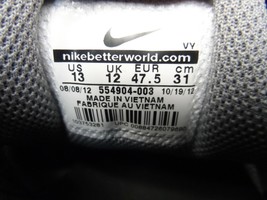 VY
nikebetterworld.com
US UK EUR cm
13 12 47.5 31
08/08/12 554904-003 10/19/12
MADE IN VIETNAM
FABRIQUE AU VIETNAM